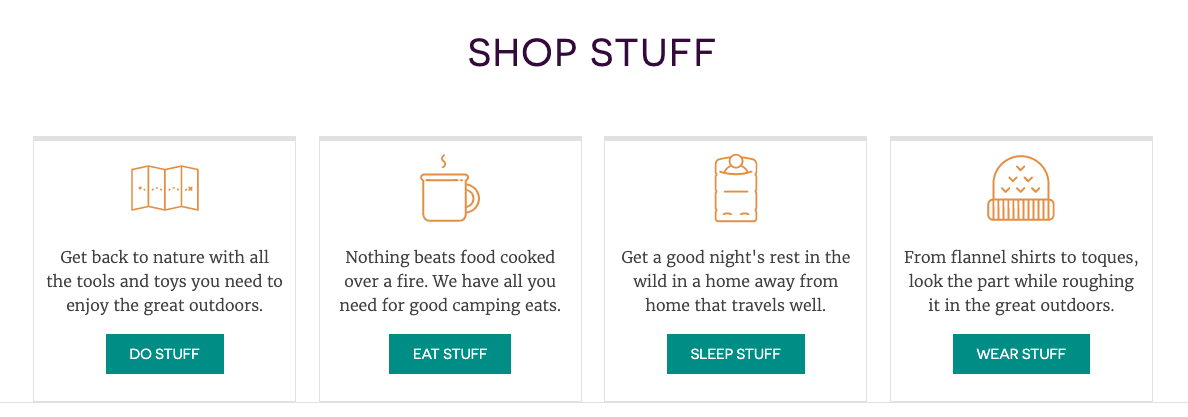 SHOP STUFF
Get back to nature with all
the tools and toys you need to
enjoy the great outdoors.
DO STUFF
Nothing beats food cooked
over a fire. We have all you
need for good camping eats.
EAT STUFF
Get a good night's rest in the
wild in a home away from
home that travels well.
SLEEP STUFF
From flannel shirts to toques,
look the part while roughing
it in the great outdoors.
WEAR STUFF